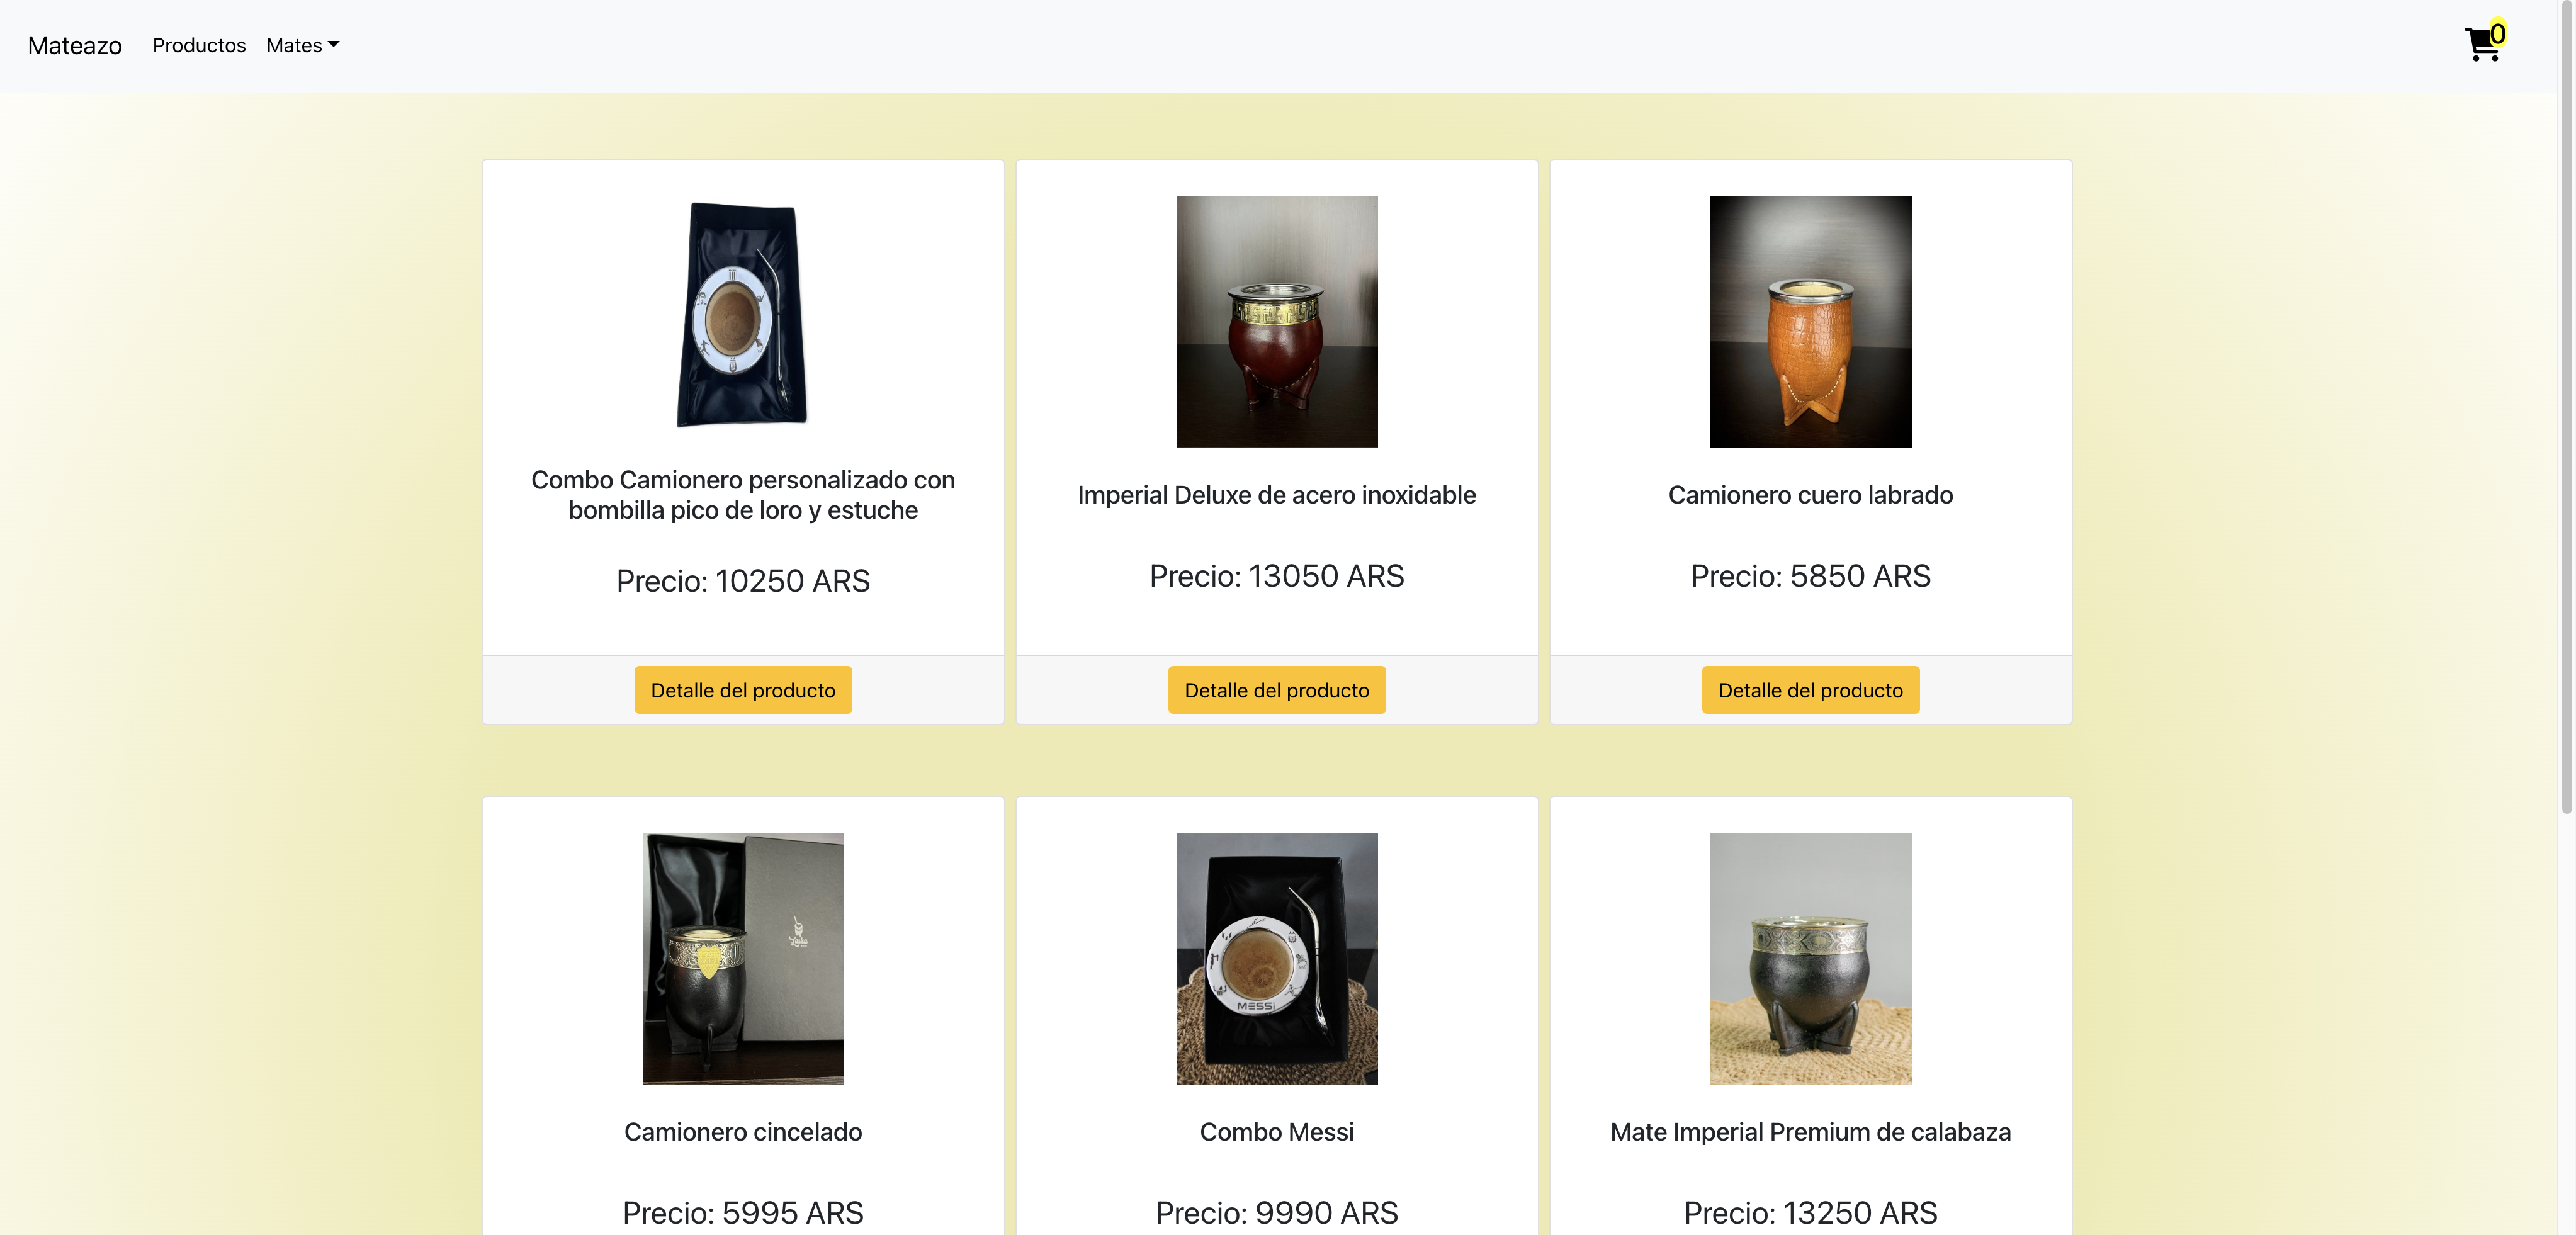 Mateazo Productos Mates 0
Combo Camionero personalizado con
bombilla pico de loro y estuche
Precio: 10250 ARS
Detalle del producto
Imperial Deluxe de acero inoxidable
Precio: 13050 ARS
Detalle del producto
Camionero cuero labrado
Precio: 5850 ARS
Detalle del producto
Camionero cincelado
Precio: 5995 ARS
MESSI
Combo Messi
Precio: 9990 ARS
Mate Imperial Premium de calabaza
Precio: 13250 ARS